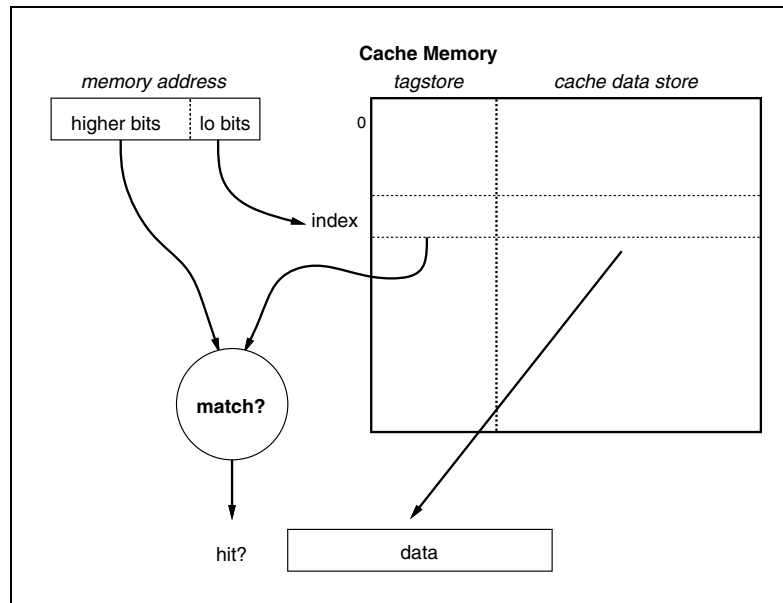 Cache Memory
memory address
tagstore
cache data store
higher bits
lo bits
0
index
match?
hit?
data